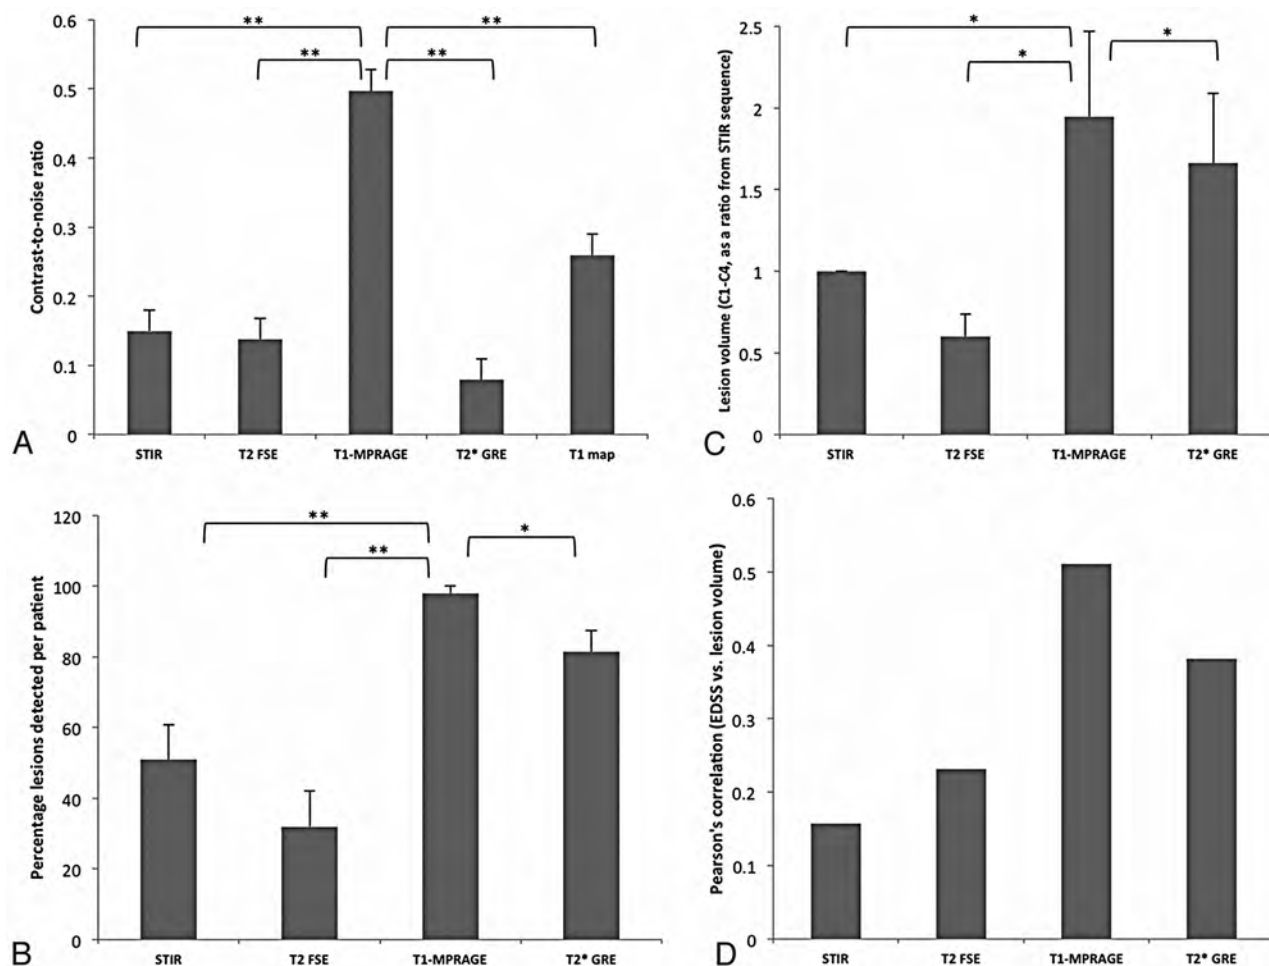 0.6
0.5
0.4
0.3
0.2
0.1
0
Contrast-to-noise ratio
** ** ** **
STIR T2 FSE T1-MPRAGE T2* GRE T1 map
A
2.5
2
1.5
1
0.5
0
Lesion volume (C1-C4, as a ratio from STIR sequence)
* * *
STIR T2 FSE T1-MPRAGE T2* GRE
C
120
100
80
60
40
20
0
Percentage lesions detected per patient
** ** *
STIR T2 FSE T1-MPRAGE T2* GRE
B
0.6
0.5
0.4
0.3
0.2
0.1
0
Pearson's correlation (EDSS vs. lesion volume)
STIR T2 FSE T1-MPRAGE T2* GRE
D